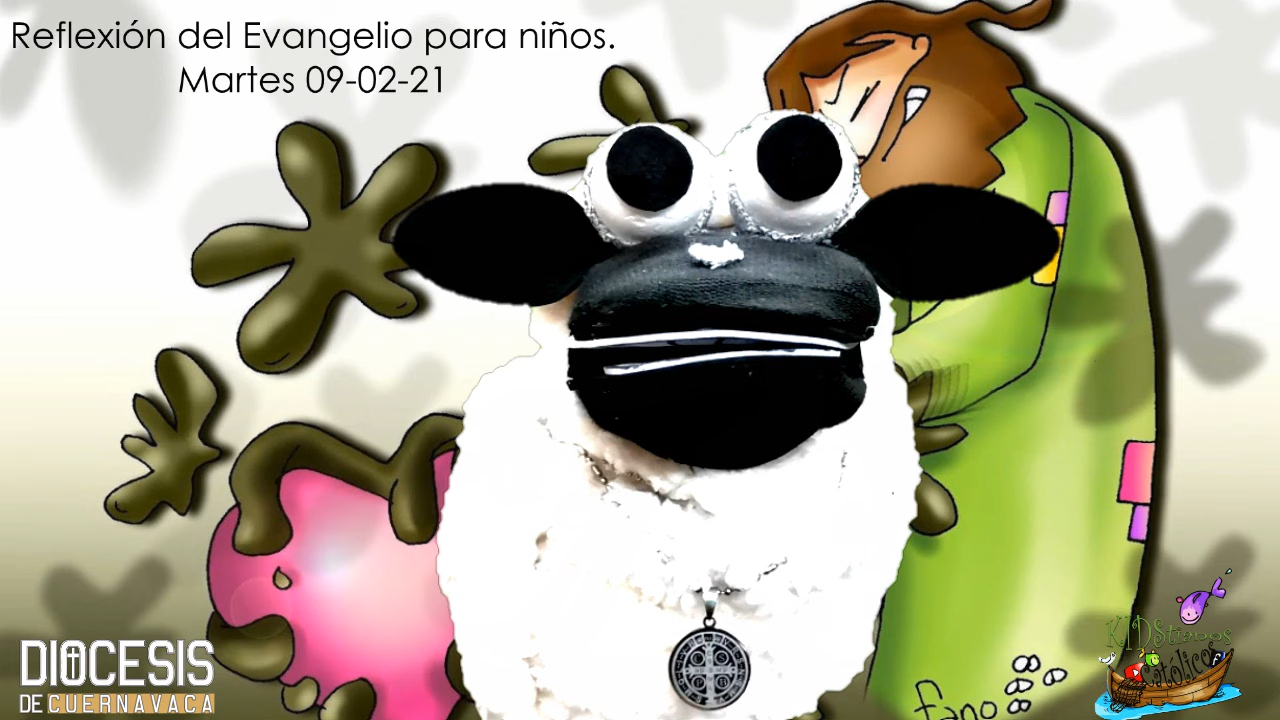 Reflexión del Evangelio para niños.
Martes 09-02-21
DIOCESIS
DE CUERNAVACA
KIDStianos
católicos
fano